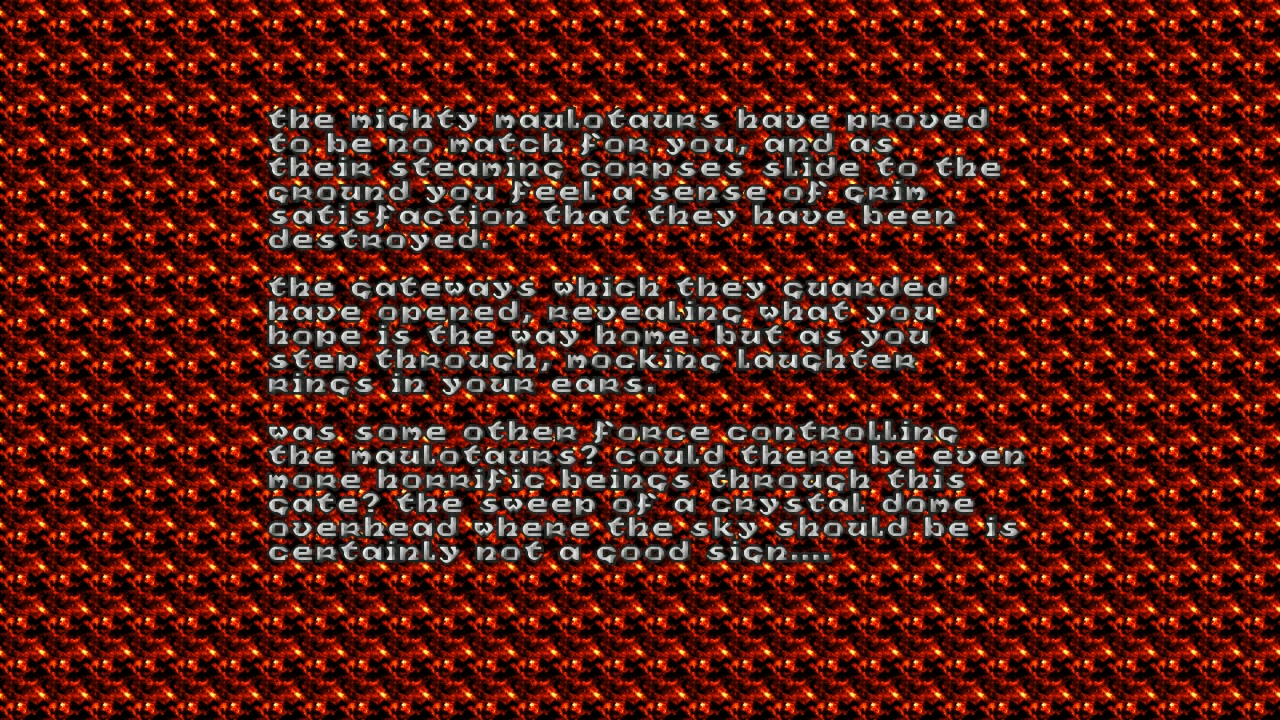 the mighty maulotaurs have proved
to be no match for you, and as
their steaming corpses slide to the
ground you feel a sense of grim
satisfaction that they have been
destroyed.
the gateways which they guarded
have opened, revealing what you
hope is the way home. but as you
step through, mocking laughter
rings in your ears.
was some other force controlling
the maulotaurs? could there be even
more horrific beings through this
gate? the sweep of a crystal dome
overhead where the sky should be is
certainly not a good sign....